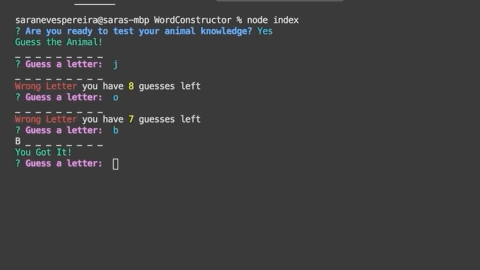 saranevespereira@saras-mbp WordConstructor % node index
? Are you ready to test your animal knowledge? Yes
Guess the Animal!
_ _ _ _ _ _ _ _ _
? Guess a letter: j
_ _ _ _ _ _ _ _ _
Wrong Letter you have 8 guesses left
? Guess a letter: o
_ _ _ _ _ _ _ _ _
Wrong Letter you have 7 guesses left
? Guess a letter: b
B _ _ _ _ _ _ _ _
You Got It!
? Guess a letter: